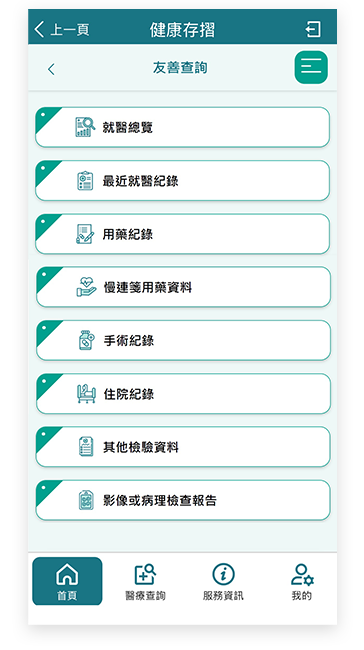 上一頁 健康存摺
友善查詢
就醫總覽
最近就醫紀錄
用藥紀錄
慢連箋用藥資料
手術紀錄
住院紀錄
其他檢驗資料
影像或病理檢查報告
首頁 醫療查詢 服務資訊 我的